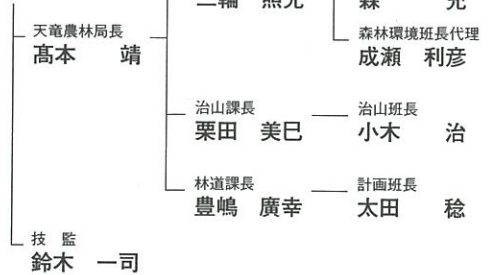 天竜農林局長
髙本 靖
森林環境班長代理
成瀬 利彦
治山課長
栗田 美巳
治山班長
小木 治
林道課長
豊嶋 廣幸
計画班長
太田 稔
技 監
鈴木 一司